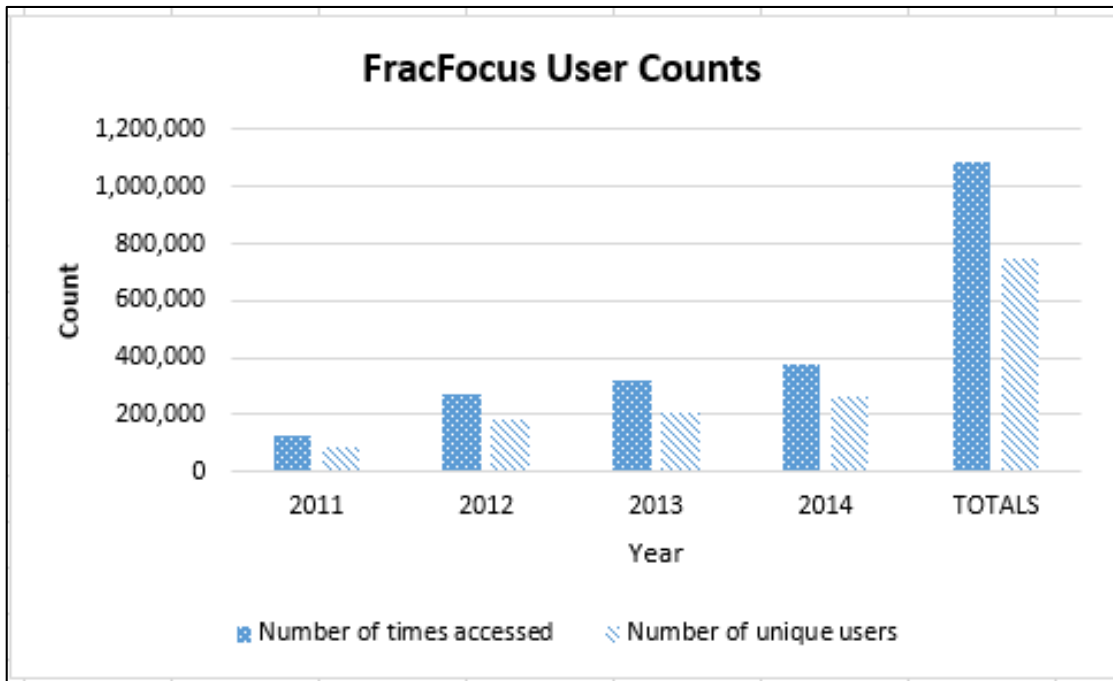 FracFocus User Counts
1,200,000
1,000,000
800,000
600,000
400,000
200,000
0
Count
2011 2012 2013 2014 TOTALS
Year
Number of times accessed Number of unique users